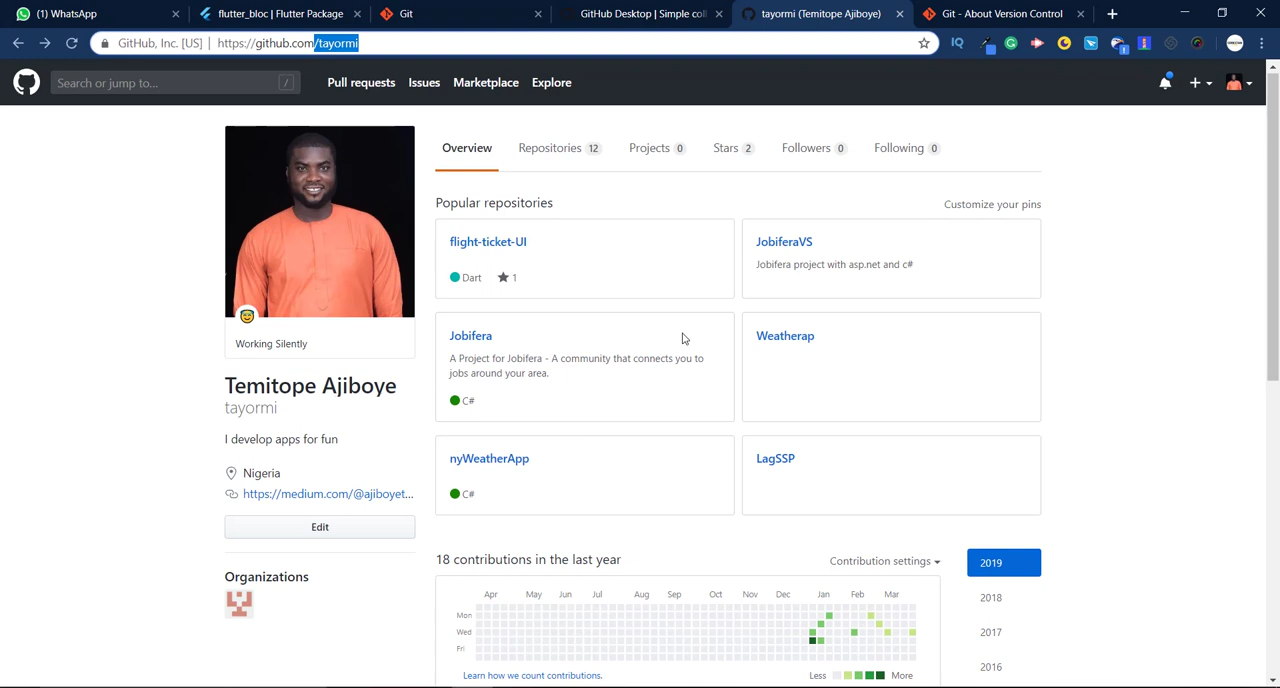 (1) WhatsApp
flutter_bloc | Flutter Package
Git
GitHub Desktop | Simple coll
tayormi (Temitope Ajiboye)
Git - About Version Control
GitHub, Inc. [US] | https://github.com/tayormi
Search or jump to...
/
Pull requests Issues Marketplace Explore
Overview Repositories 12 Projects 0 Stars 2 Followers 0 Following 0
Popular repositories
Customize your pins
flight-ticket-UI
Dart 1
JobiferaVS
Jobifera project with asp.net and c#
Jobifera
A Project for Jobifera - A community that connects you to
jobs around your area.
C#
Weatherap
nyWeatherApp
C#
LagSSP
Working Silently
Temitope Ajiboye
tayormi
I develop apps for fun
Nigeria
https://medium.com/@ajiboyet...
Edit
Organizations
18 contributions in the last year
Contribution settings
2019
2018
2017
2016
Apr May Jun Jul Aug Sep Oct Nov Dec Jan Feb Mar
Mon
Wed
Fri
Learn how we count contributions.
Less More